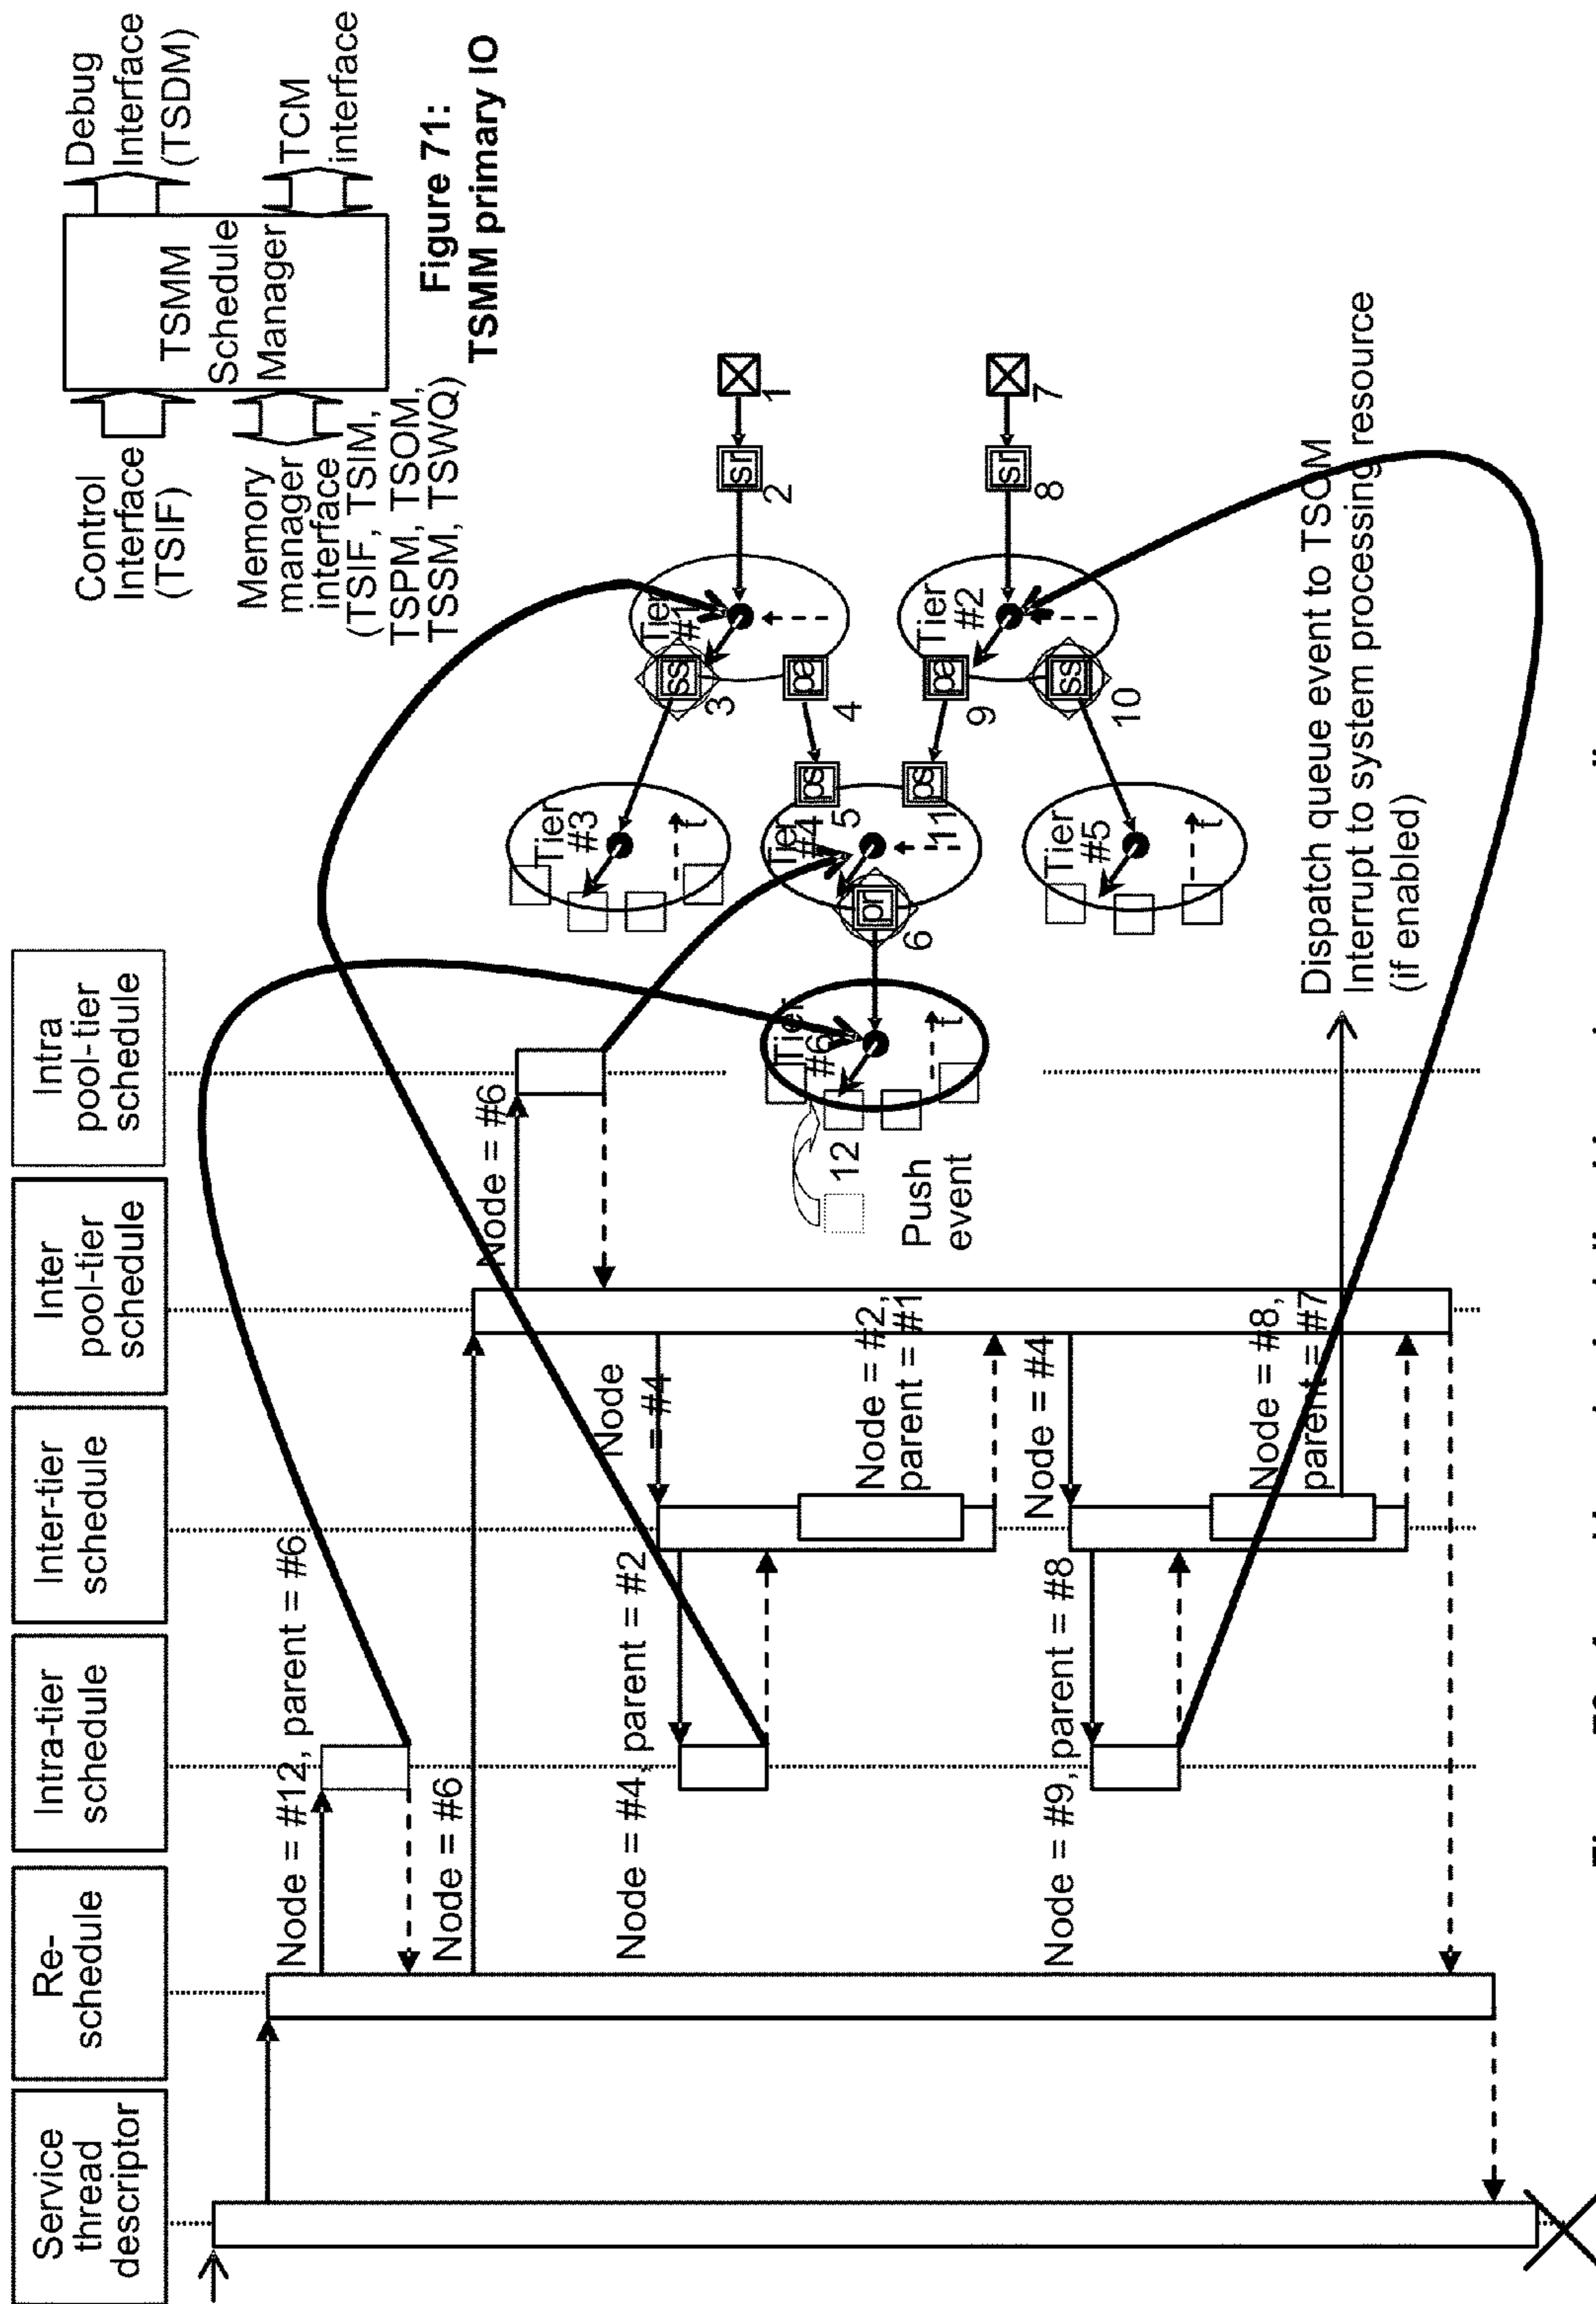 Service
thread
descriptor
Re-
schedule
Intra-tier
schedule
Inter-tier
schedule
Inter
pool-tier
schedule
Intra
pool-tier
schedule
Control
Interface
(TSIF)
Memory
manager
interface
(TSIF, TSIM,
TSPM, TSOM,
TSSM, TSWQ)
TSMM
Schedule
Manager
Debug
Interface
(TSDM)
TCM
interface
Figure 71:
TSMM primary IO
Node = #12, parent = #6
Node = #6
Node = #6
Node
= #4
Node = #4, parent = #2
Node = #2,
parent = #1
Node = #4
Node = #9, parent = #8
Node = #8,
parent = #7
Push
event
12
Tier
#6
t
pr
6
Tier
#4
ps
5
ps
11
Tier
#3
t
Tier
#5
t
Tier
#1
ss
3
pe
4
sr
2
1
Tier
#2
pe
9
ss
10
sr
8
7
Dispatch queue event to TSOM
Interrupt to system processing resource
(if enabled)